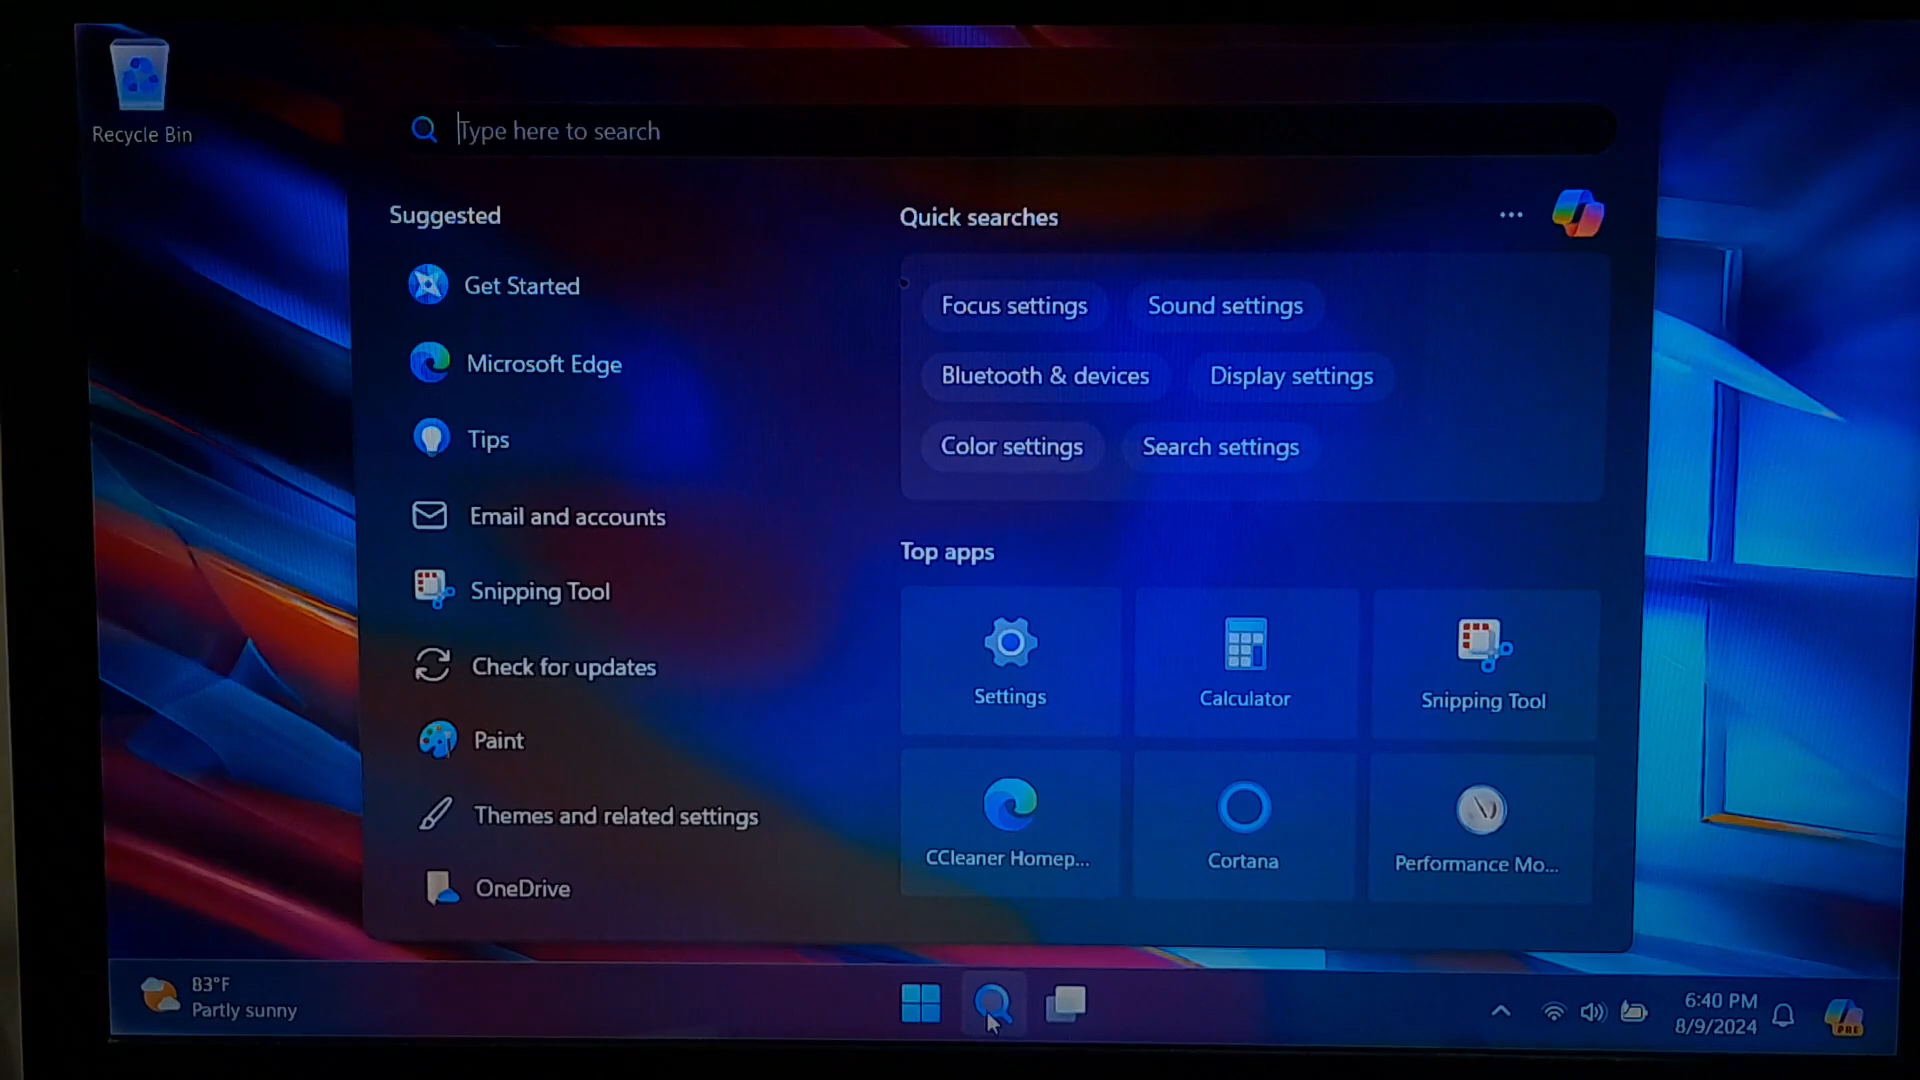 Recycle Bin
Type here to search
Suggested
Get Started
Microsoft Edge
Tips
Email and accounts
Snipping Tool
Check for updates
Paint
Themes and related settings
OneDrive
Quick searches
Focus settings
Sound settings
Bluetooth & devices
Display settings
Color settings
Search settings
Top apps
Settings
Calculator
Snipping Tool
CCleaner Homep...
Cortana
Performance Mo...
83°F
Partly sunny
6:40 PM
8/9/2024
PRE